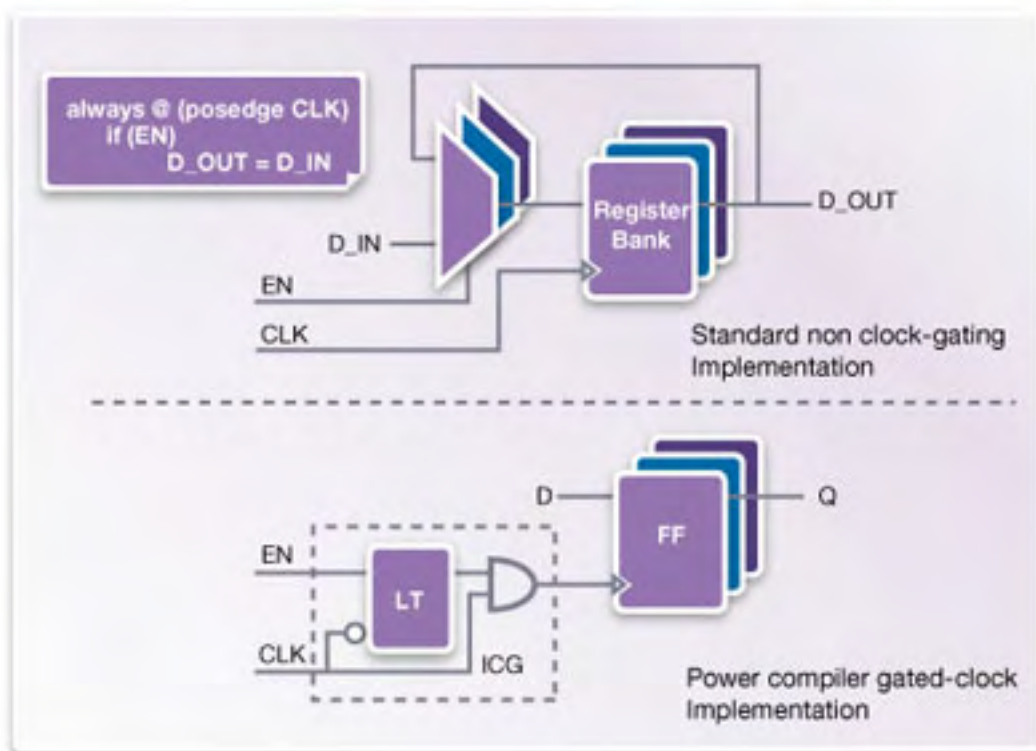 always @ (posedge CLK)
if (EN)
D_OUT = D_IN
Register
Bank
D_OUT
D_IN
EN
CLK
Standard non clock-gating
Implementation
D
FF
Q
EN
LT
CLK
ICG
Power compiler gated-clock
Implementation